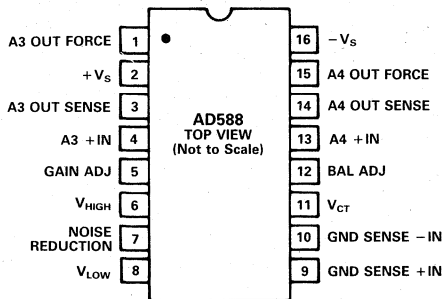 A3 OUT FORCE 1 16 −VS
+VS 2 15 A4 OUT FORCE
A3 OUT SENSE 3 14 A4 OUT SENSE
AD588
TOP VIEW
(Not to Scale)
A3 +IN 4 13 A4 +IN
GAIN ADJ 5 12 BAL ADJ
VHIGH 6 11 VCT
NOISE
REDUCTION 7 10 GND SENSE −IN
VLOW 8 9 GND SENSE +IN